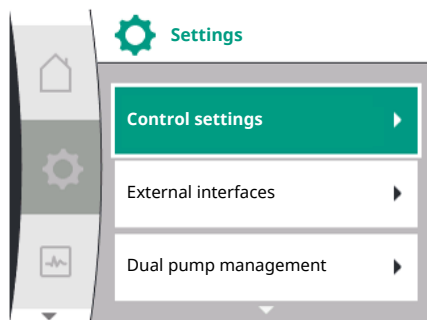 Settings
Control settings
External interfaces
Dual pump management